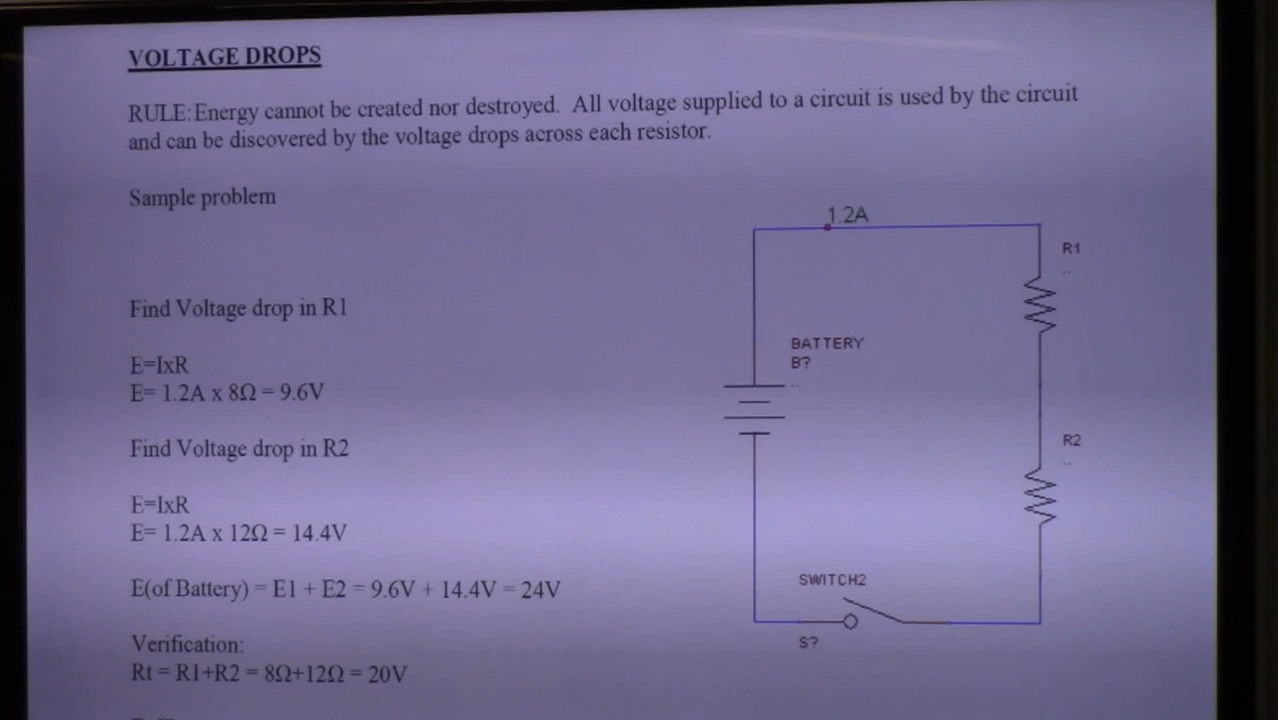 VOLTAGE DROPS
RULE:Energy cannot be created nor destroyed. All voltage supplied to a circuit is used by the circuit
and can be discovered by the voltage drops across each resistor.
Sample problem
1.2A
R1
Find Voltage drop in R1
BATTERY
B?
E=IxR
E= 1.2A x 8Ω = 9.6V
Find Voltage drop in R2
R2
E=IxR
E= 1.2A x 12Ω = 14.4V
E(of Battery) = E1 + E2 = 9.6V + 14.4V = 24V
SWITCH2
S?
Verification:
Rt = R1+R2 = 8Ω+12Ω = 20V